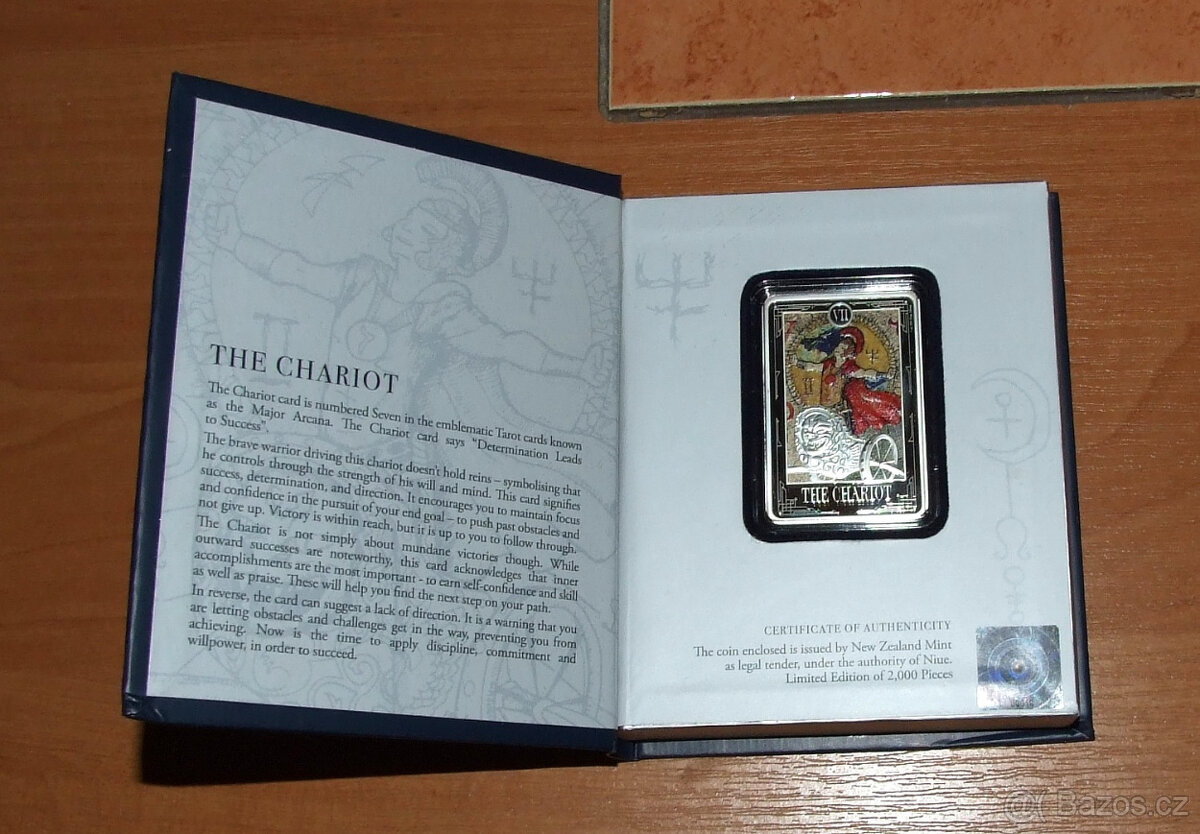 THE CHARIOT
The Chariot card is numbered Seven in the emblematic Tarot cards known
as the Major Arcana. The Chariot card says "Determination Leads
to Success",
The brave warrior driving this chariot doesn't hold reins – symbolising that
he controls through the strength of his will and mind. This card signifies
success, determination, and direction. It encourages you to maintain focus
and confidence in the pursuit of your end goal – to push past obstacles and
not give up. Victory is within reach, but it is up to you to follow through.
The Chariot is not simply about mundane victories though. While
outward successes are noteworthy, this card acknowledges that inner
accomplishments are the most important - to earn self-confidence and skill
as well as praise. These will help you find the next step on your path.
In reverse, the card can suggest a lack of direction. It is a warning that you
are letting obstacles and challenges get in the way, preventing you from
achieving. Now is the time to apply discipline, commitment and
willpower, in order to succeed.
VII
THE CHARIOT
CERTIFICATE OF AUTHENTICITY
The coin enclosed is issued by New Zealand Mint
as legal tender, under the authority of Niue.
Limited Edition of 2,000 Pieces
Bazos.cz